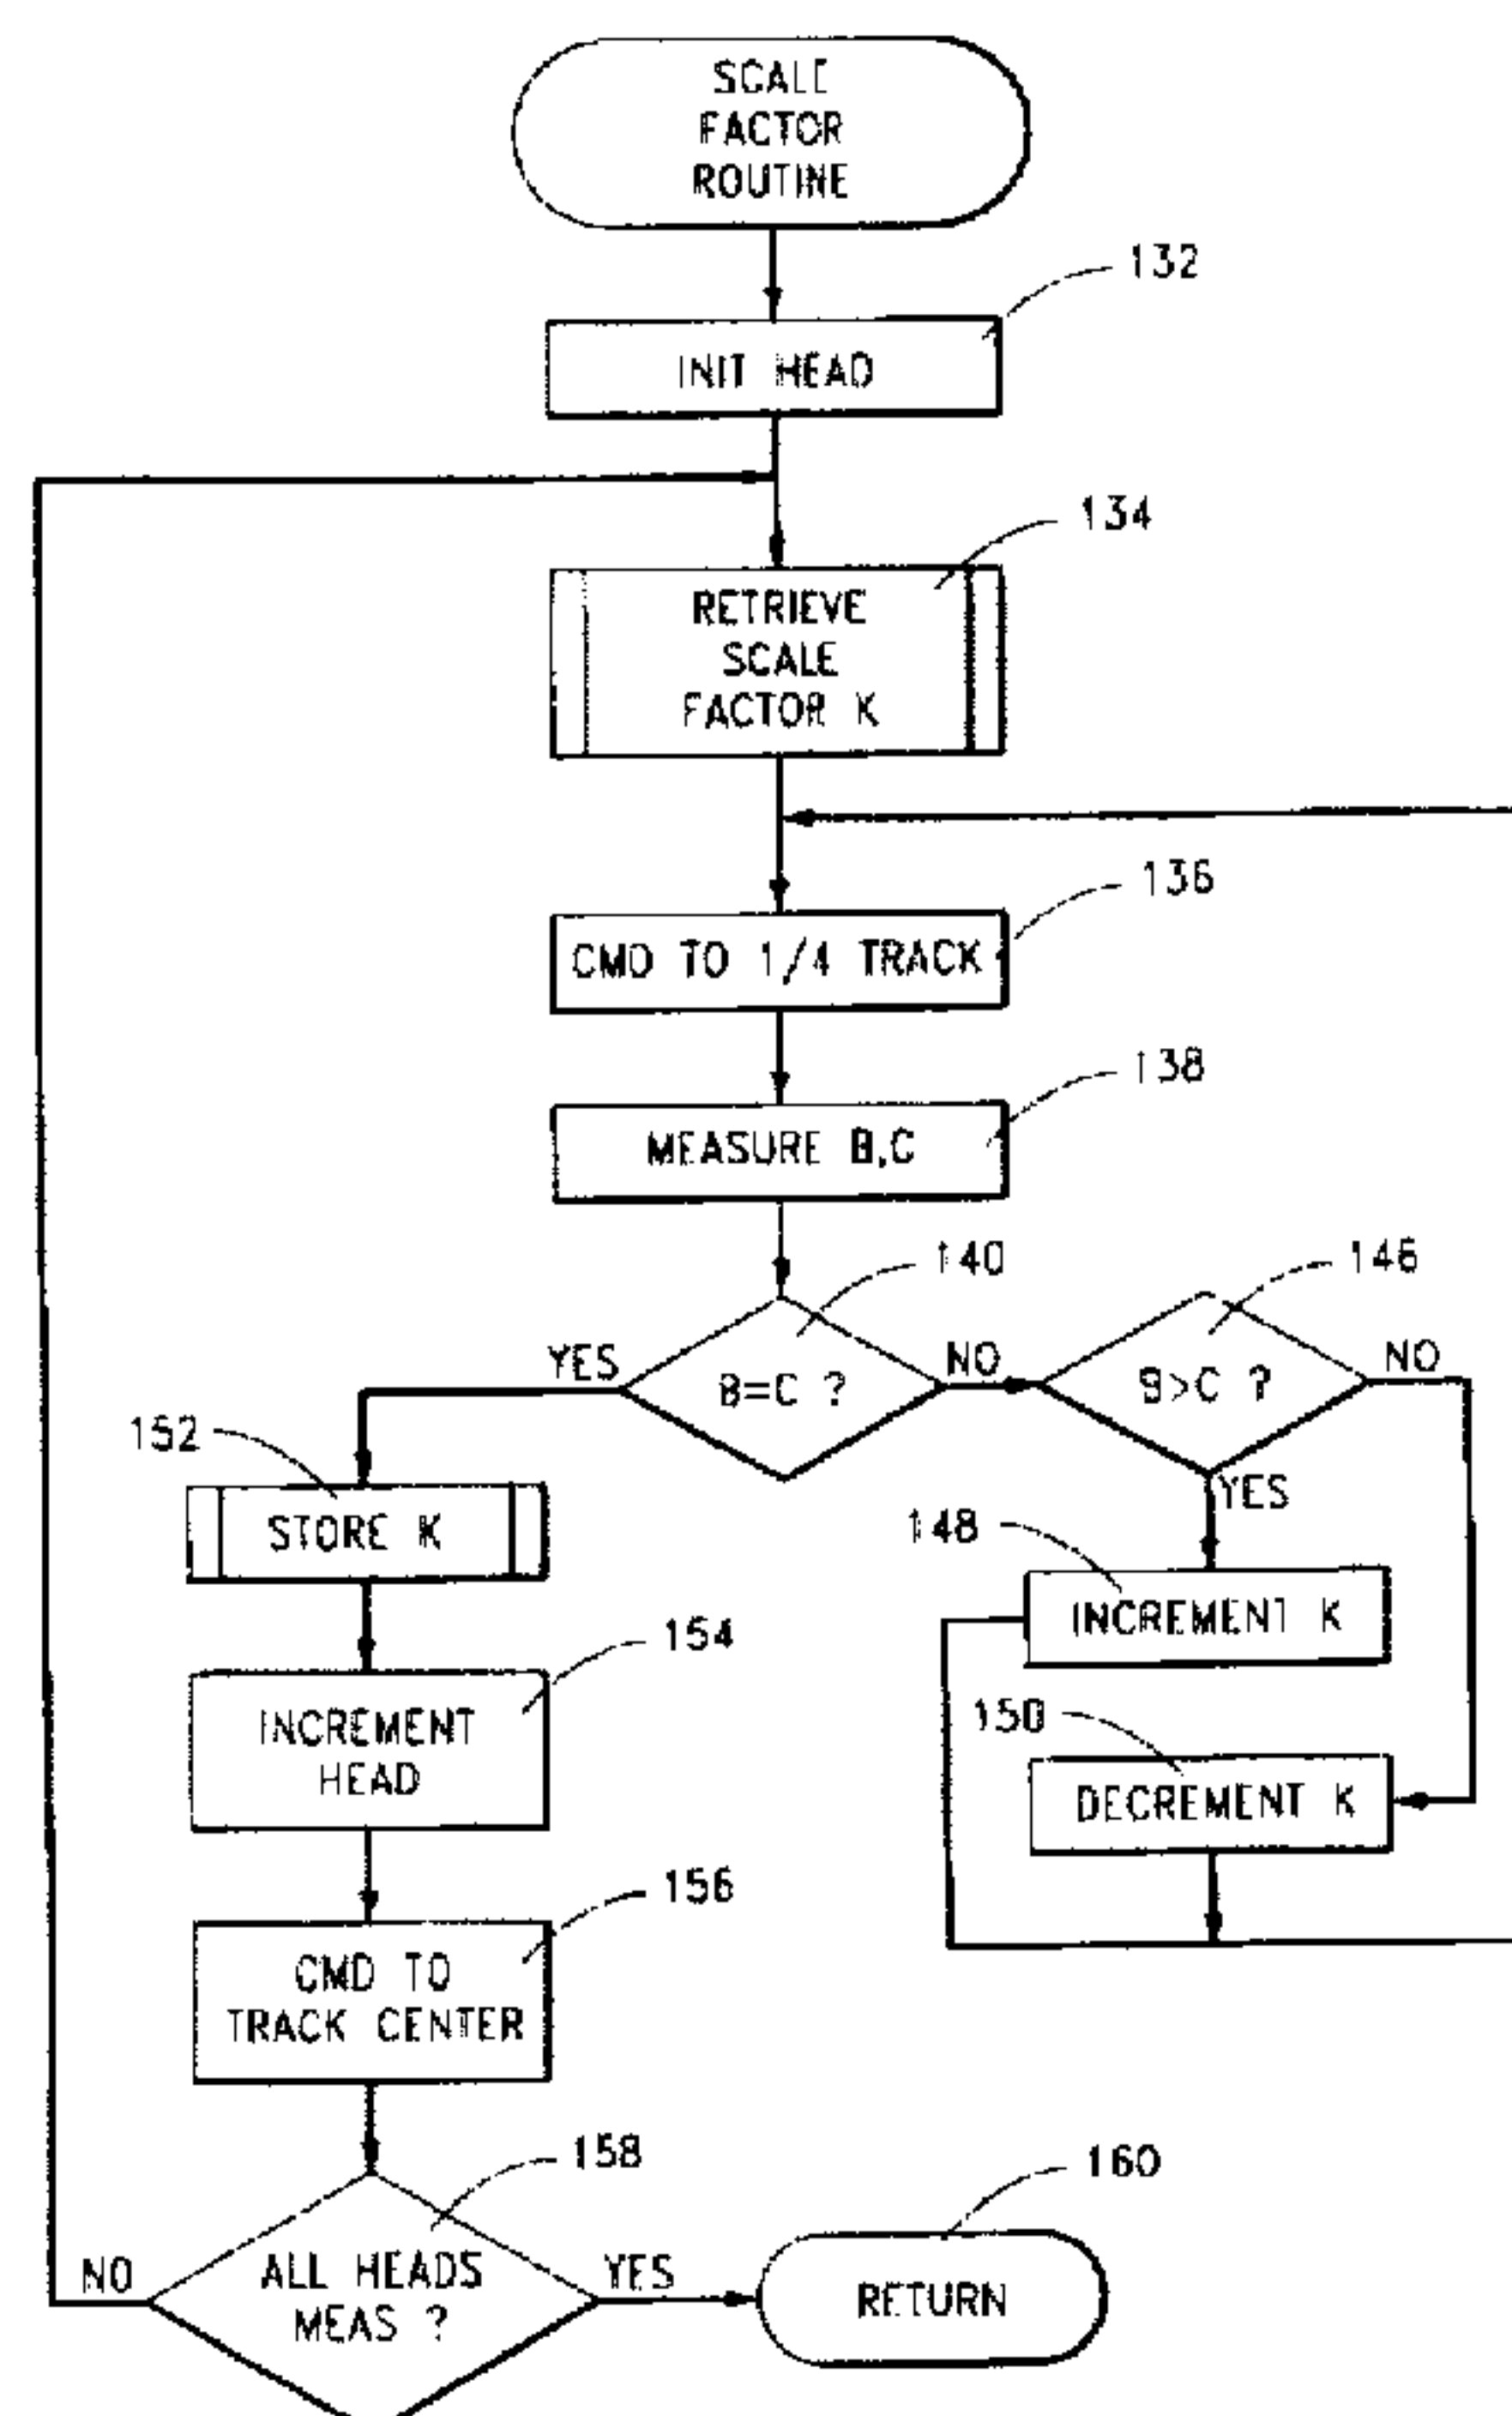 SCALE
FACTOR
ROUTINE
132
INIT HEAD
134
RETRIEVE
SCALE
FACTOR K
136
CMD TO 1/4 TRACK
138
MEASURE B,C
140
146
YES
B=C ?
NO
B>C ?
NO
152
YES
STORE K
148
INCREMENT K
154
INCREMENT
HEAD
150
DECREMENT K
156
CMD TO
TRACK CENTER
158
160
NO
ALL HEADS
MEAS ?
YES
RETURN